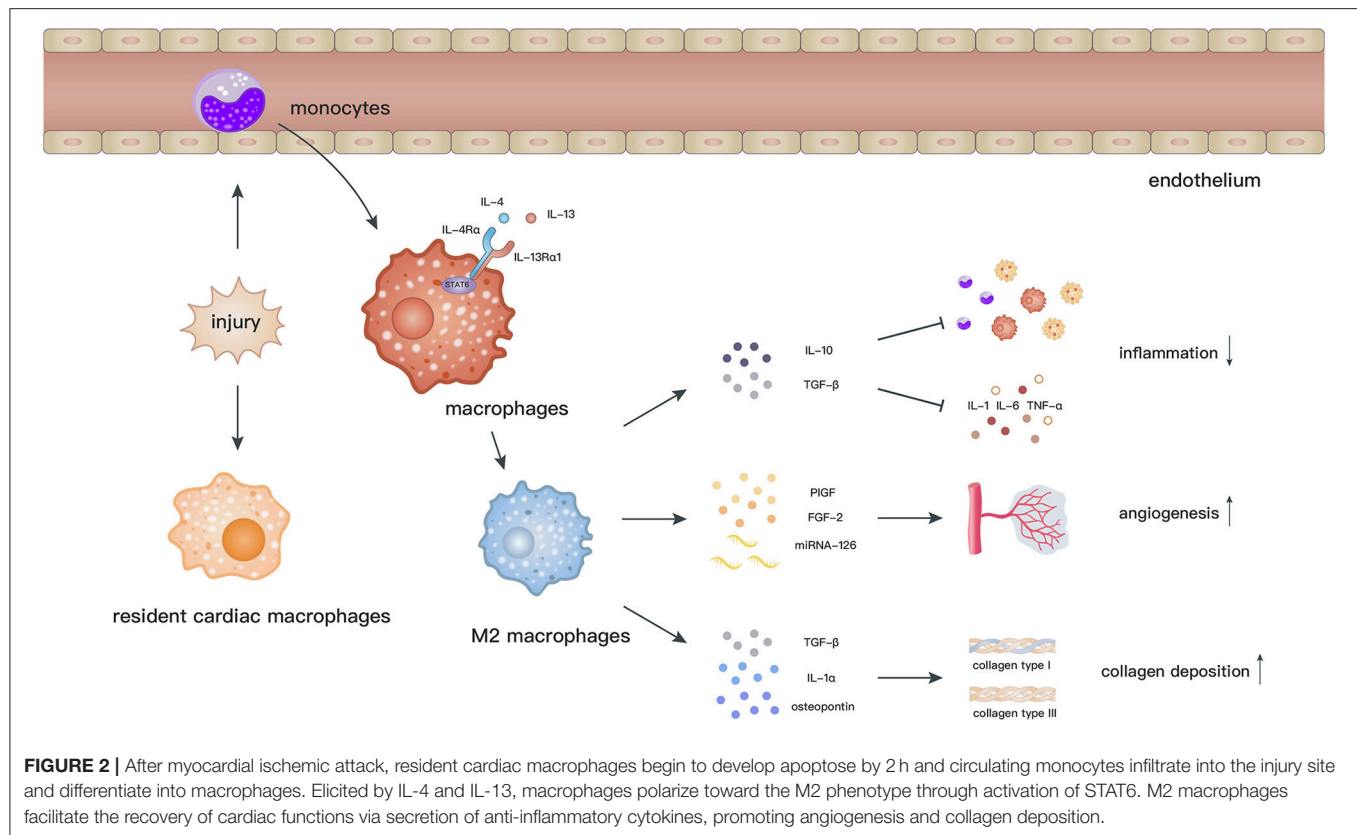 monocytes
endothelium
IL-4
IL-13
IL-4Rα
IL-13Rα1
STAT6
injury
macrophages
IL-10
TGF-β
inflammation ↓
IL-1 IL-6 TNF-α
resident cardiac macrophages
M2 macrophages
PIGF
FGF-2
miRNA-126
angiogenesis ↑
TGF-β
IL-1α
osteopontin
collagen type I
collagen type III
collagen deposition ↑
FIGURE 2 | After myocardial ischemic attack, resident cardiac macrophages begin to develop apoptose by 2 h and circulating monocytes infiltrate into the injury site
and differentiate into macrophages. Elicited by IL-4 and IL-13, macrophages polarize toward the M2 phenotype through activation of STAT6. M2 macrophages
facilitate the recovery of cardiac functions via secretion of anti-inflammatory cytokines, promoting angiogenesis and collagen deposition.